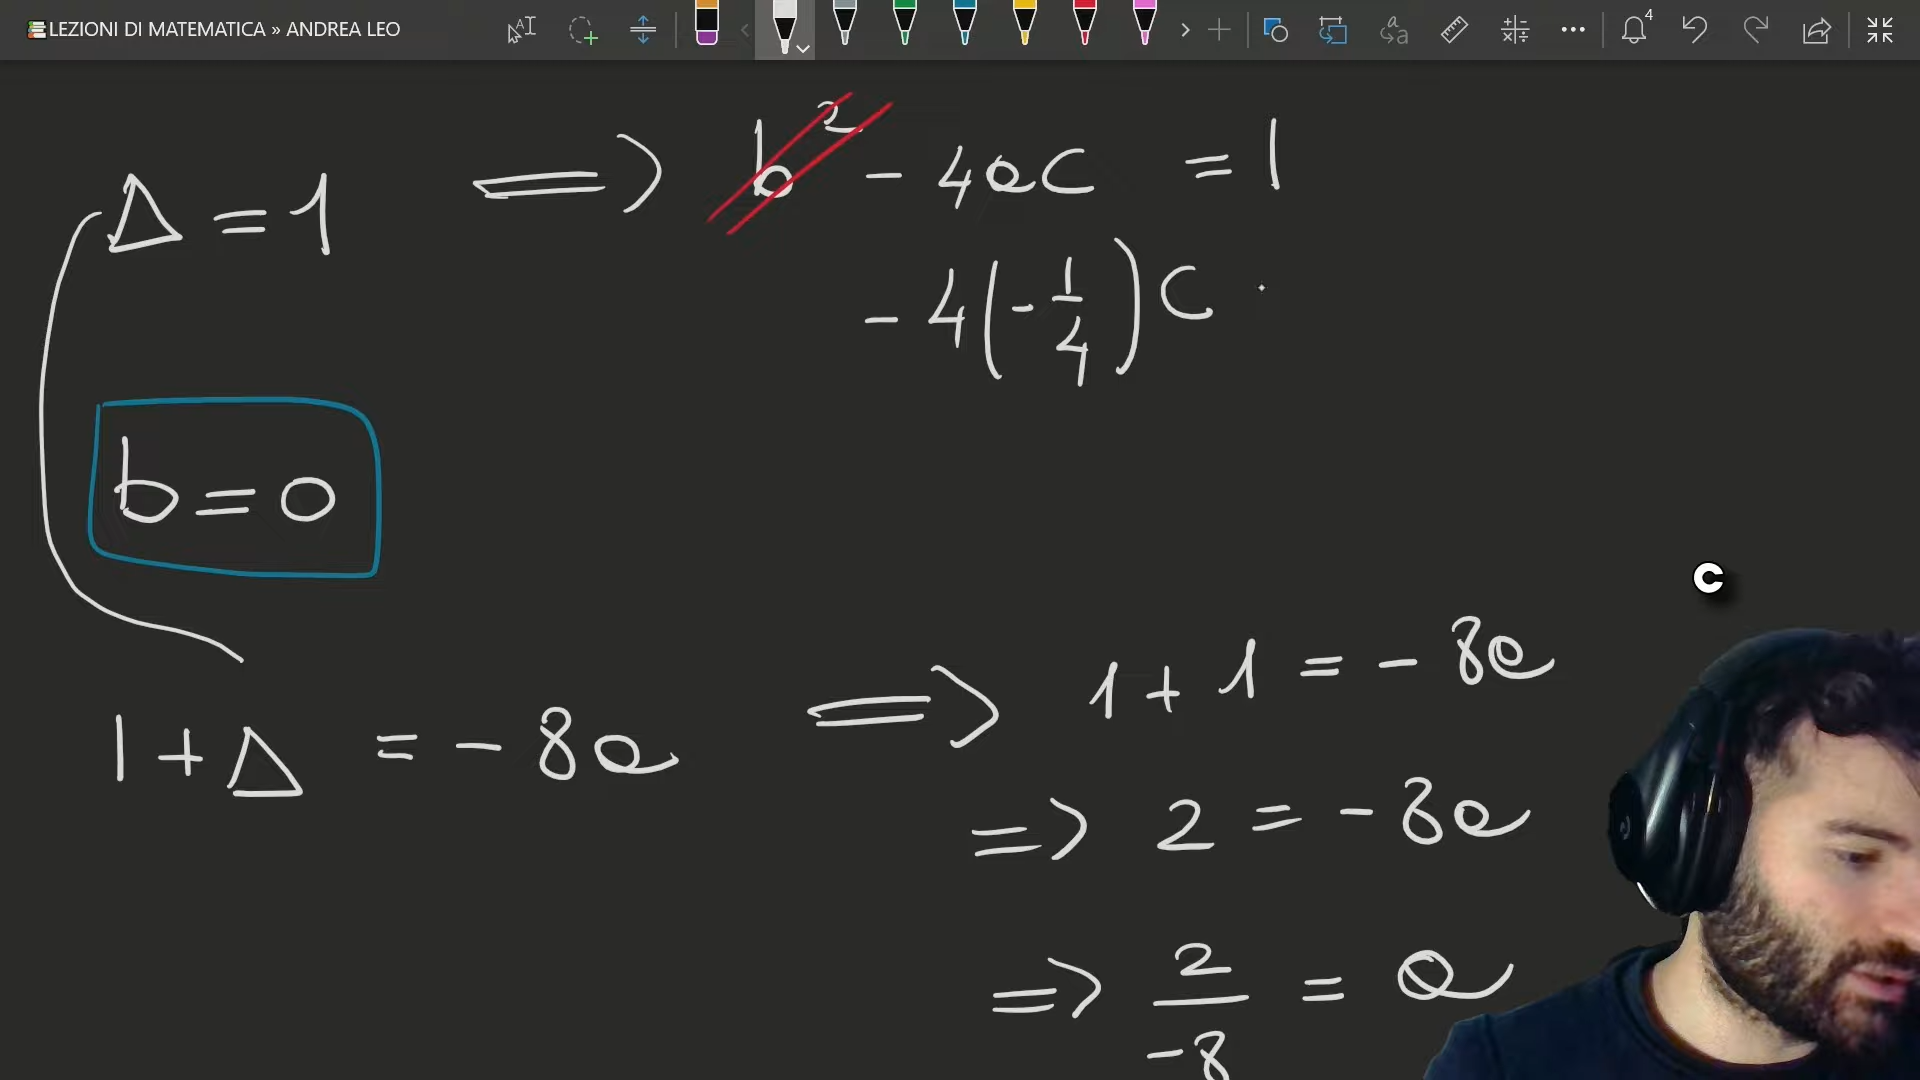 LEZIONI DI MATEMATICA » ANDREA LEO
4
Δ = 1 ⟹ b² - 4ac = 1
- 4(-1/4)c
b = 0
c
1 + Δ = - 8a ⟹ 1 + 1 = - 8a
=> 2 = - 8a
=> 2/-8 = a